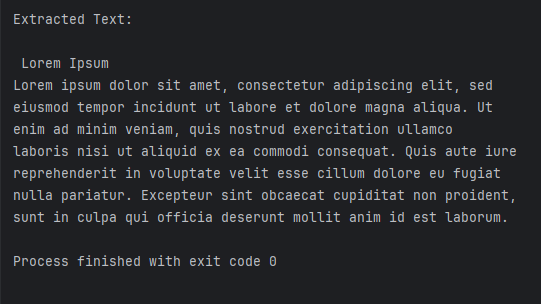 Extracted Text:
Lorem Ipsum
Lorem ipsum dolor sit amet, consectetur adipiscing elit, sed
eiusmod tempor incidunt ut labore et dolore magna aliqua. Ut
enim ad minim veniam, quis nostrud exercitation ullamco
laboris nisi ut aliquid ex ea commodi consequat. Quis aute iure
reprehenderit in voluptate velit esse cillum dolore eu fugiat
nulla pariatur. Excepteur sint obcaecat cupiditat non proident,
sunt in culpa qui officia deserunt mollit anim id est laborum.
Process finished with exit code 0